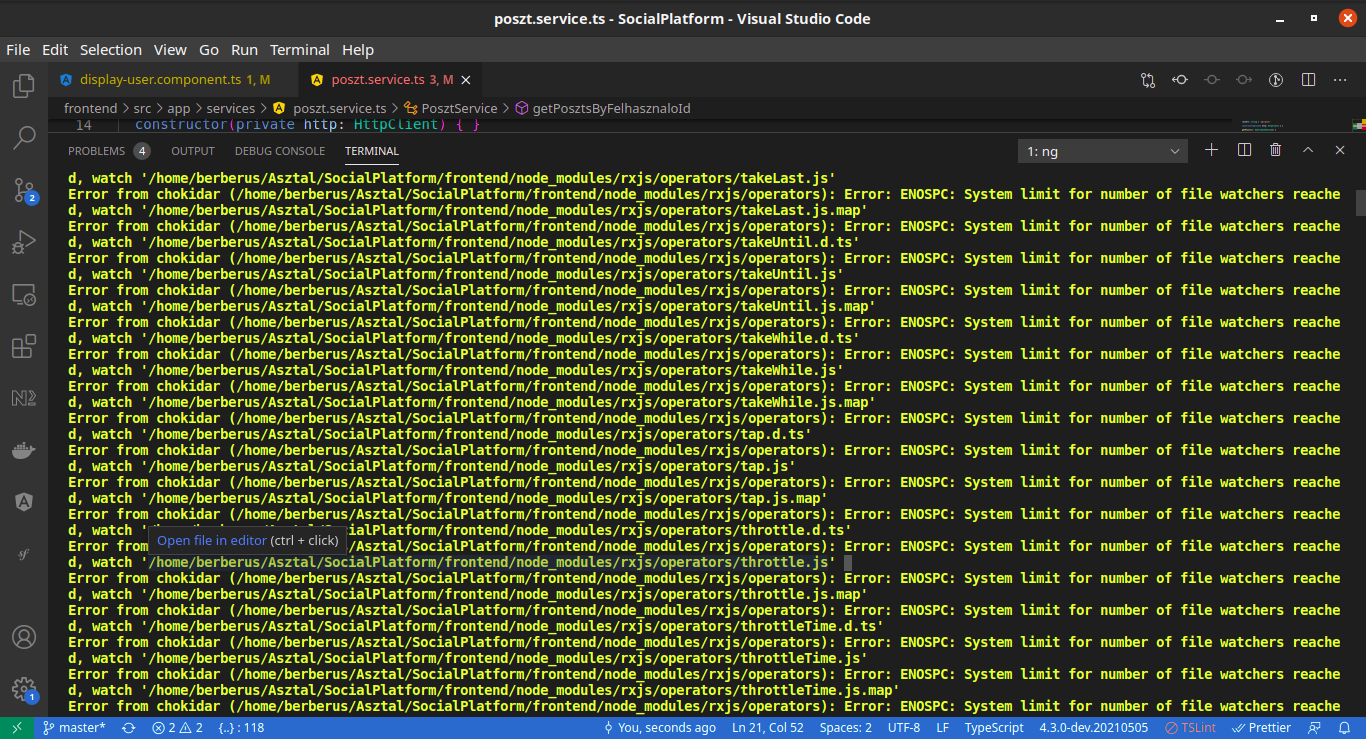 poszt.service.ts - SocialPlatform - Visual Studio Code
File Edit Selection View Go Run Terminal Help
display-user.component.ts 1, M
poszt.service.ts 3, M
frontend > src > app > services > poszt.service.ts > PosztService > getPosztsByFelhasznaloId
14 constructor(private http: HttpClient) { }
PROBLEMS 4 OUTPUT DEBUG CONSOLE TERMINAL 1: ng
d, watch '/home/berberus/Asztal/SocialPlatform/frontend/node_modules/rxjs/operators/takeLast.js'
Error from chokidar (/home/berberus/Asztal/SocialPlatform/frontend/node_modules/rxjs/operators): Error: ENOSPC: System limit for number of file watchers reache
d, watch '/home/berberus/Asztal/SocialPlatform/frontend/node_modules/rxjs/operators/takeLast.js.map'
Error from chokidar (/home/berberus/Asztal/SocialPlatform/frontend/node_modules/rxjs/operators): Error: ENOSPC: System limit for number of file watchers reache
d, watch '/home/berberus/Asztal/SocialPlatform/frontend/node_modules/rxjs/operators/takeUntil.d.ts'
Error from chokidar (/home/berberus/Asztal/SocialPlatform/frontend/node_modules/rxjs/operators): Error: ENOSPC: System limit for number of file watchers reache
d, watch '/home/berberus/Asztal/SocialPlatform/frontend/node_modules/rxjs/operators/takeUntil.js'
Error from chokidar (/home/berberus/Asztal/SocialPlatform/frontend/node_modules/rxjs/operators): Error: ENOSPC: System limit for number of file watchers reache
d, watch '/home/berberus/Asztal/SocialPlatform/frontend/node_modules/rxjs/operators/takeUntil.js.map'
Error from chokidar (/home/berberus/Asztal/SocialPlatform/frontend/node_modules/rxjs/operators): Error: ENOSPC: System limit for number of file watchers reache
d, watch '/home/berberus/Asztal/SocialPlatform/frontend/node_modules/rxjs/operators/takeWhile.d.ts'
Error from chokidar (/home/berberus/Asztal/SocialPlatform/frontend/node_modules/rxjs/operators): Error: ENOSPC: System limit for number of file watchers reache
d, watch '/home/berberus/Asztal/SocialPlatform/frontend/node_modules/rxjs/operators/takeWhile.js'
Error from chokidar (/home/berberus/Asztal/SocialPlatform/frontend/node_modules/rxjs/operators): Error: ENOSPC: System limit for number of file watchers reache
d, watch '/home/berberus/Asztal/SocialPlatform/frontend/node_modules/rxjs/operators/takeWhile.js.map'
Error from chokidar (/home/berberus/Asztal/SocialPlatform/frontend/node_modules/rxjs/operators): Error: ENOSPC: System limit for number of file watchers reache
d, watch '/home/berberus/Asztal/SocialPlatform/frontend/node_modules/rxjs/operators/tap.d.ts'
Error from chokidar (/home/berberus/Asztal/SocialPlatform/frontend/node_modules/rxjs/operators): Error: ENOSPC: System limit for number of file watchers reache
d, watch '/home/berberus/Asztal/SocialPlatform/frontend/node_modules/rxjs/operators/tap.js'
Error from chokidar (/home/berberus/Asztal/SocialPlatform/frontend/node_modules/rxjs/operators): Error: ENOSPC: System limit for number of file watchers reache
d, watch '/home/berberus/Asztal/SocialPlatform/frontend/node_modules/rxjs/operators/tap.js.map'
Error from chokidar (/home/berberus/Asztal/SocialPlatform/frontend/node_modules/rxjs/operators): Error: ENOSPC: System limit for number of file watchers reache
d, watch '/home/berberus/Asztal/SocialPlatform/frontend/node_modules/rxjs/operators/throttle.d.ts'
Open file in editor (ctrl + click)
Error from /Asztal/SocialPlatform/frontend/node_modules/rxjs/operators): Error: ENOSPC: System limit for number of file watchers reache
d, watch '/home/berberus/Asztal/SocialPlatform/frontend/node_modules/rxjs/operators/throttle.js'
Error from chokidar (/home/berberus/Asztal/SocialPlatform/frontend/node_modules/rxjs/operators): Error: ENOSPC: System limit for number of file watchers reache
d, watch '/home/berberus/Asztal/SocialPlatform/frontend/node_modules/rxjs/operators/throttle.js.map'
Error from chokidar (/home/berberus/Asztal/SocialPlatform/frontend/node_modules/rxjs/operators): Error: ENOSPC: System limit for number of file watchers reache
d, watch '/home/berberus/Asztal/SocialPlatform/frontend/node_modules/rxjs/operators/throttleTime.d.ts'
Error from chokidar (/home/berberus/Asztal/SocialPlatform/frontend/node_modules/rxjs/operators): Error: ENOSPC: System limit for number of file watchers reache
d, watch '/home/berberus/Asztal/SocialPlatform/frontend/node_modules/rxjs/operators/throttleTime.js'
Error from chokidar (/home/berberus/Asztal/SocialPlatform/frontend/node_modules/rxjs/operators): Error: ENOSPC: System limit for number of file watchers reache
d, watch '/home/berberus/Asztal/SocialPlatform/frontend/node_modules/rxjs/operators/throttleTime.js.map'
Error from chokidar (/home/berberus/Asztal/SocialPlatform/frontend/node_modules/rxjs/operators): Error: ENOSPC: System limit for number of file watchers reache
2
1
master* 2 2 {..} : 118 You, seconds ago Ln 21, Col 52 Spaces: 2 UTF-8 LF TypeScript 4.3.0-dev.20210505 TSLint Prettier